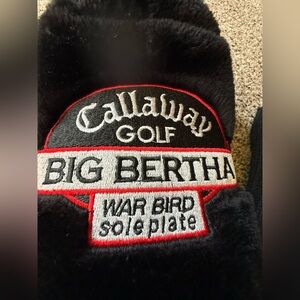 Callaway
GOLF
BIG BERTHA
WAR BIRD
soleplate